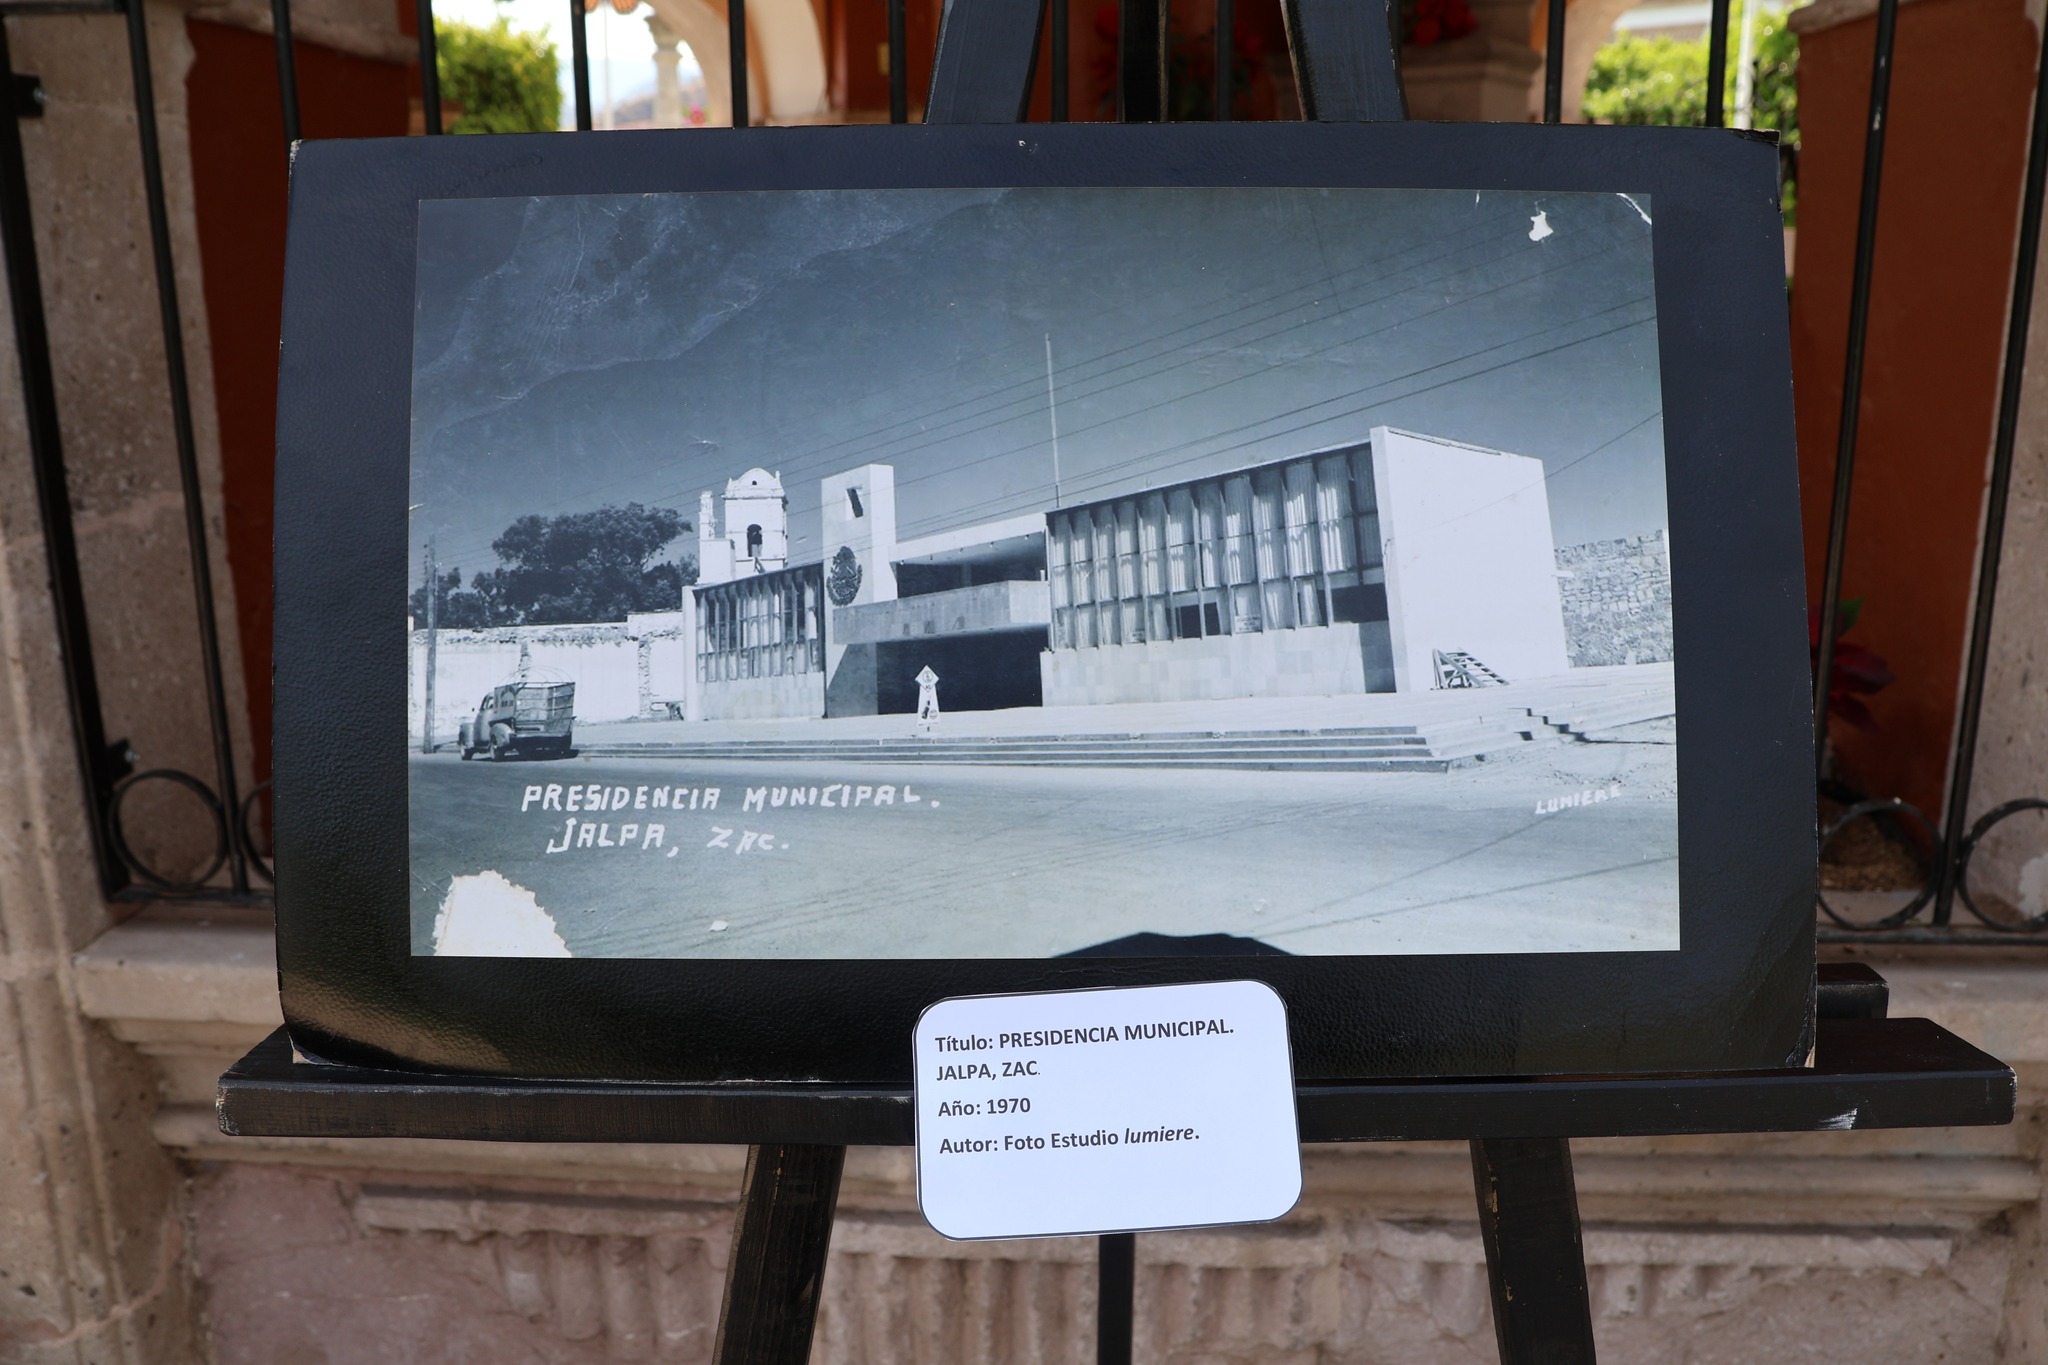 PRESIDENCIA MUNICIPAL.
JALPA, ZAC.
LUMIERE
Título: PRESIDENCIA MUNICIPAL.
JALPA, ZAC.
Año: 1970
Autor: Foto Estudio lumiere.